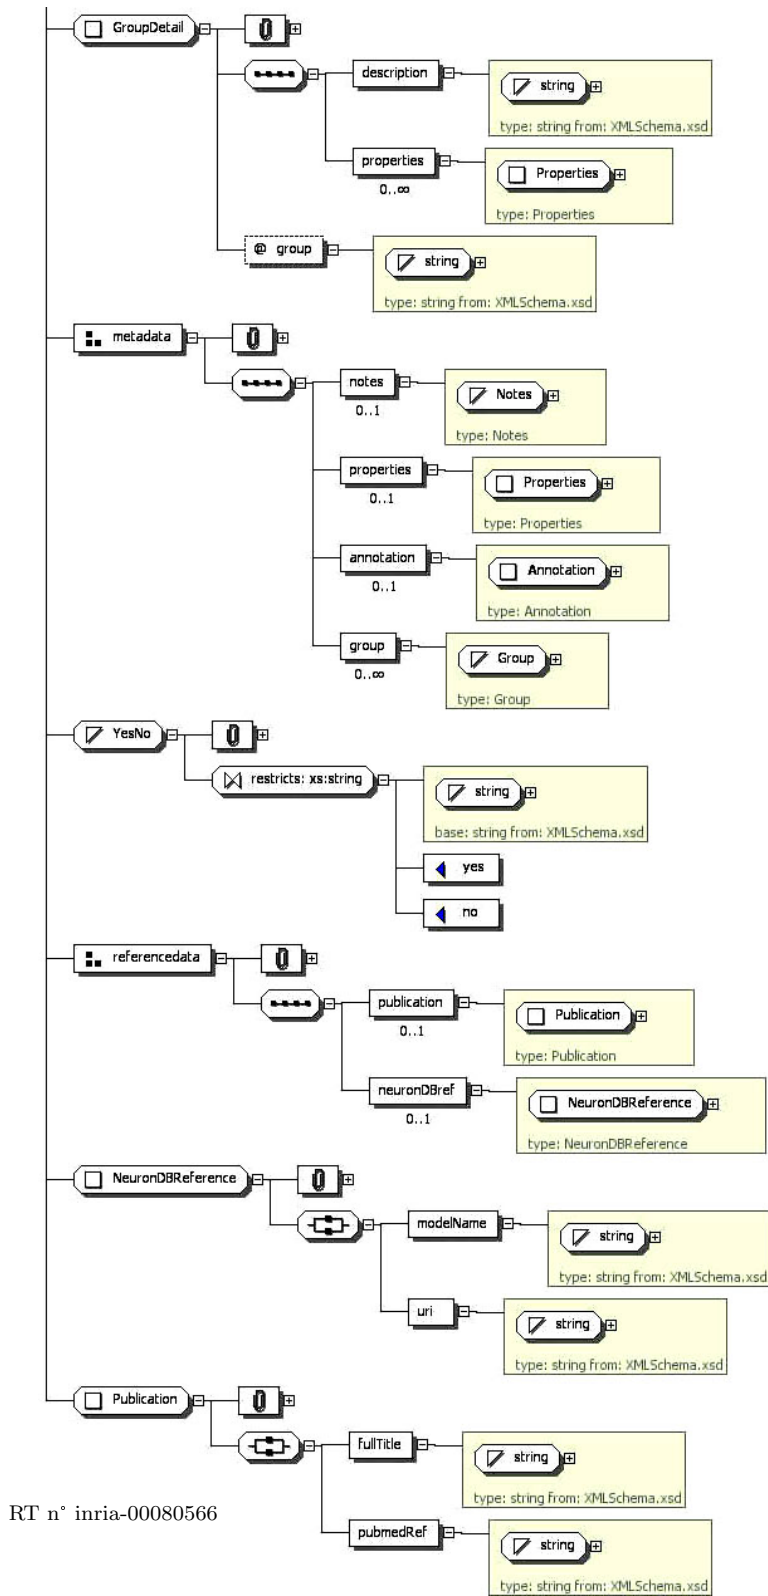 GroupDetail
description
string
type: string from: XMLSchema.xsd
properties
0..∞
Properties
type: Properties
@ group
string
type: string from: XMLSchema.xsd
metadata
notes
0..1
Notes
type: Notes
properties
0..1
Properties
type: Properties
annotation
0..1
Annotation
type: Annotation
group
0..∞
Group
type: Group
YesNo
restricts: xs:string
string
base: string from: XMLSchema.xsd
yes
no
referencedata
publication
0..1
Publication
type: Publication
neuronDBref
0..1
NeuronDBReference
type: NeuronDBReference
NeuronDBReference
modelName
string
type: string from: XMLSchema.xsd
uri
string
type: string from: XMLSchema.xsd
Publication
fullTitle
string
type: string from: XMLSchema.xsd
RT n° inria-00080566
pubmedRef
string
type: string from: XMLSchema.xsd